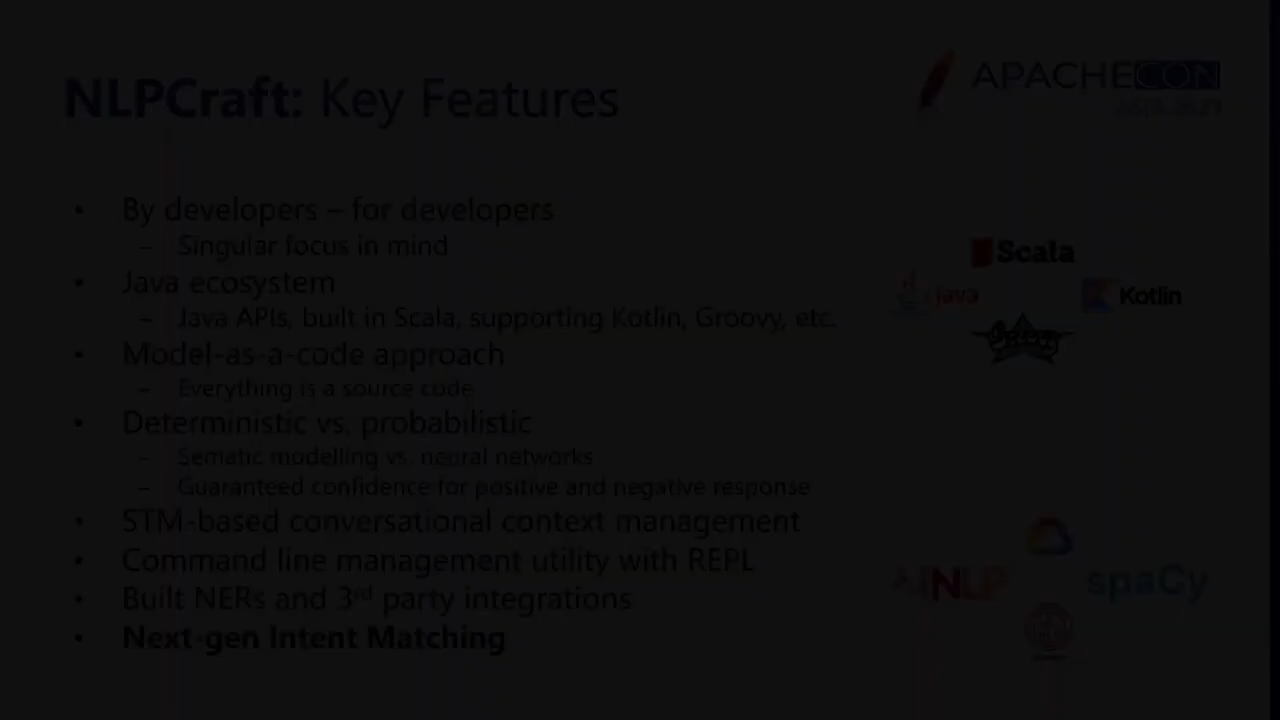 APACHECON
NLPCraft: Key Features
• By developers – for developers
– Singular focus in mind
Scala
• Java ecosystem
Java
Kotlin
– Java APIs, built in Scala, supporting Kotlin, Groovy, etc.
• Model-as-a-code approach
– Everything is a source code
• Deterministic vs. probabilistic
– Sematic modelling vs. neural networks
– Guaranteed confidence for positive and negative response
• STM-based conversational context management
• Command line management utility with REPL
NLP
spaCy
• Built NERs and 3rd party integrations
• Next-gen Intent Matching